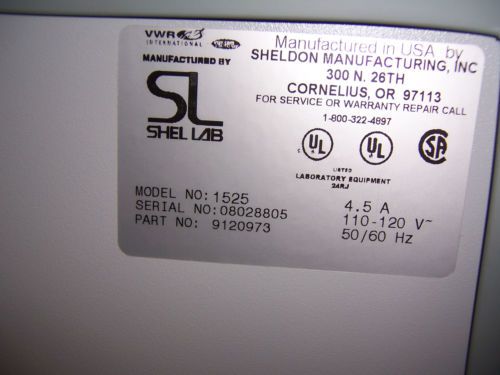 VWR
INTERNATIONAL
MANUFACTURED BY
SL
SHEL LAB
Manufactured in USA by
SHELDON MANUFACTURING, INC
300 N. 26TH
CORNELIUS, OR 97113
FOR SERVICE OR WARRANTY REPAIR CALL
1-800-322-4897
C UL
UL
SA
LISTED
LABORATORY EQUIPMENT
24RJ
MODEL NO: 1525
SERIAL NO: 08028805
PART NO: 9120973
4.5 A
110-120 V~
50/60 Hz